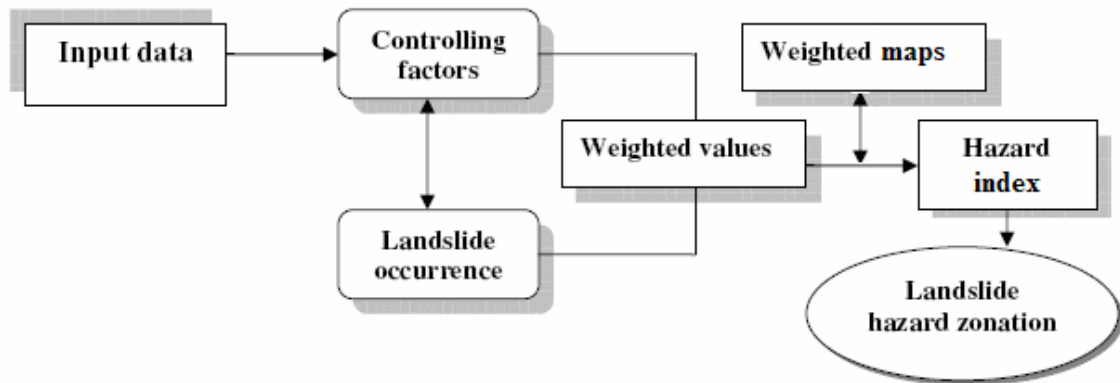 Input data
Controlling
factors
Landslide
occurrence
Weighted values
Weighted maps
Hazard
index
Landslide
hazard zonation